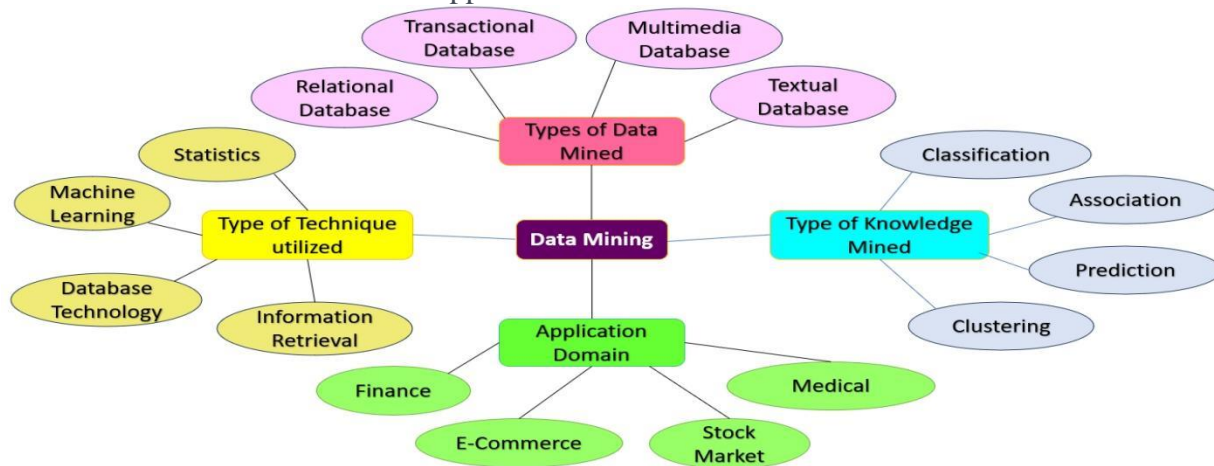 Transactional
Database
Multimedia
Database
Relational
Database
Textual
Database
Types of Data
Mined
Statistics
Classification
Machine
Learning
Association
Type of Technique
utilized
Data Mining
Type of Knowledge
Mined
Prediction
Database
Technology
Information
Retrieval
Clustering
Application
Domain
Finance
Medical
E-Commerce
Stock
Market